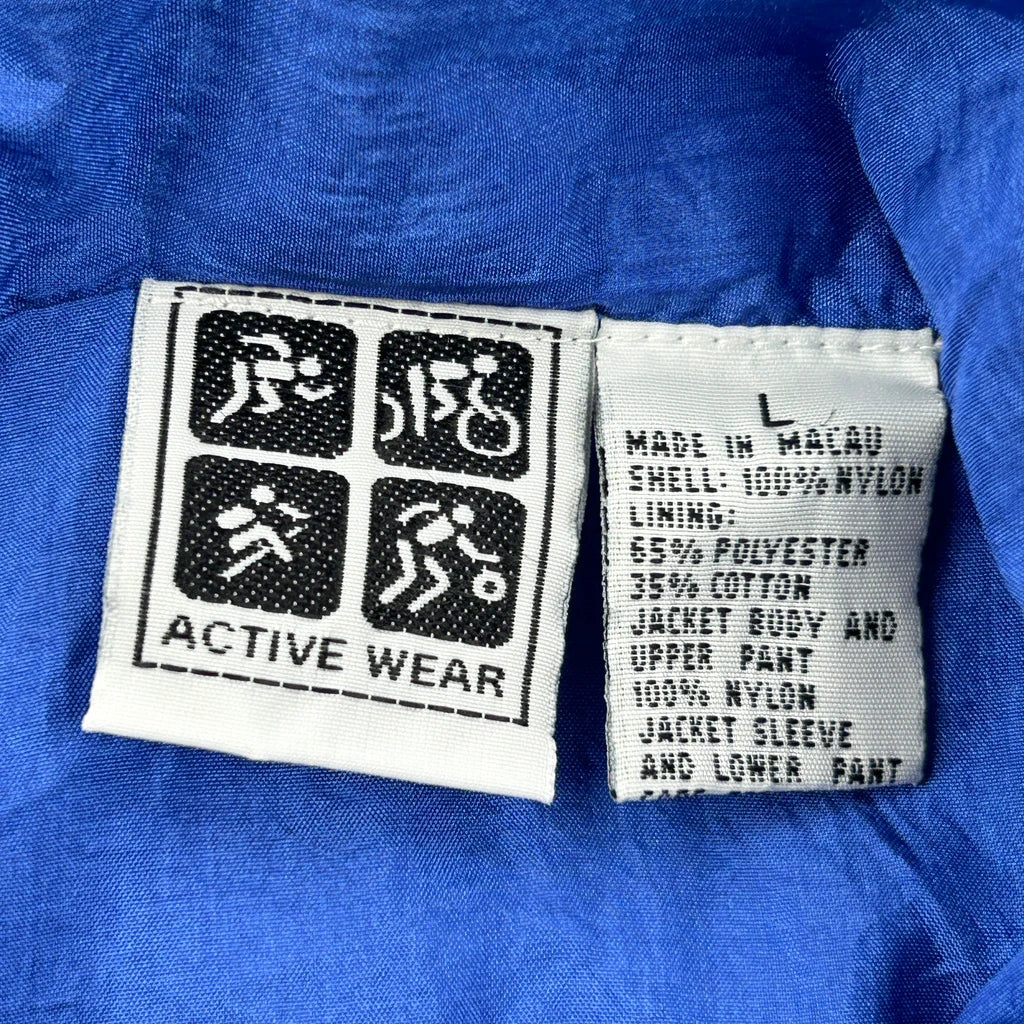 ACTIVE WEAR
L
MADE IN MACAU
SHELL: 100% NYLON
LINING:
65% POLYESTER
35% COTTON
JACKET BODY AND
UPPER PANT
100% NYLON
JACKET SLEEVE
AND LOWER PANT